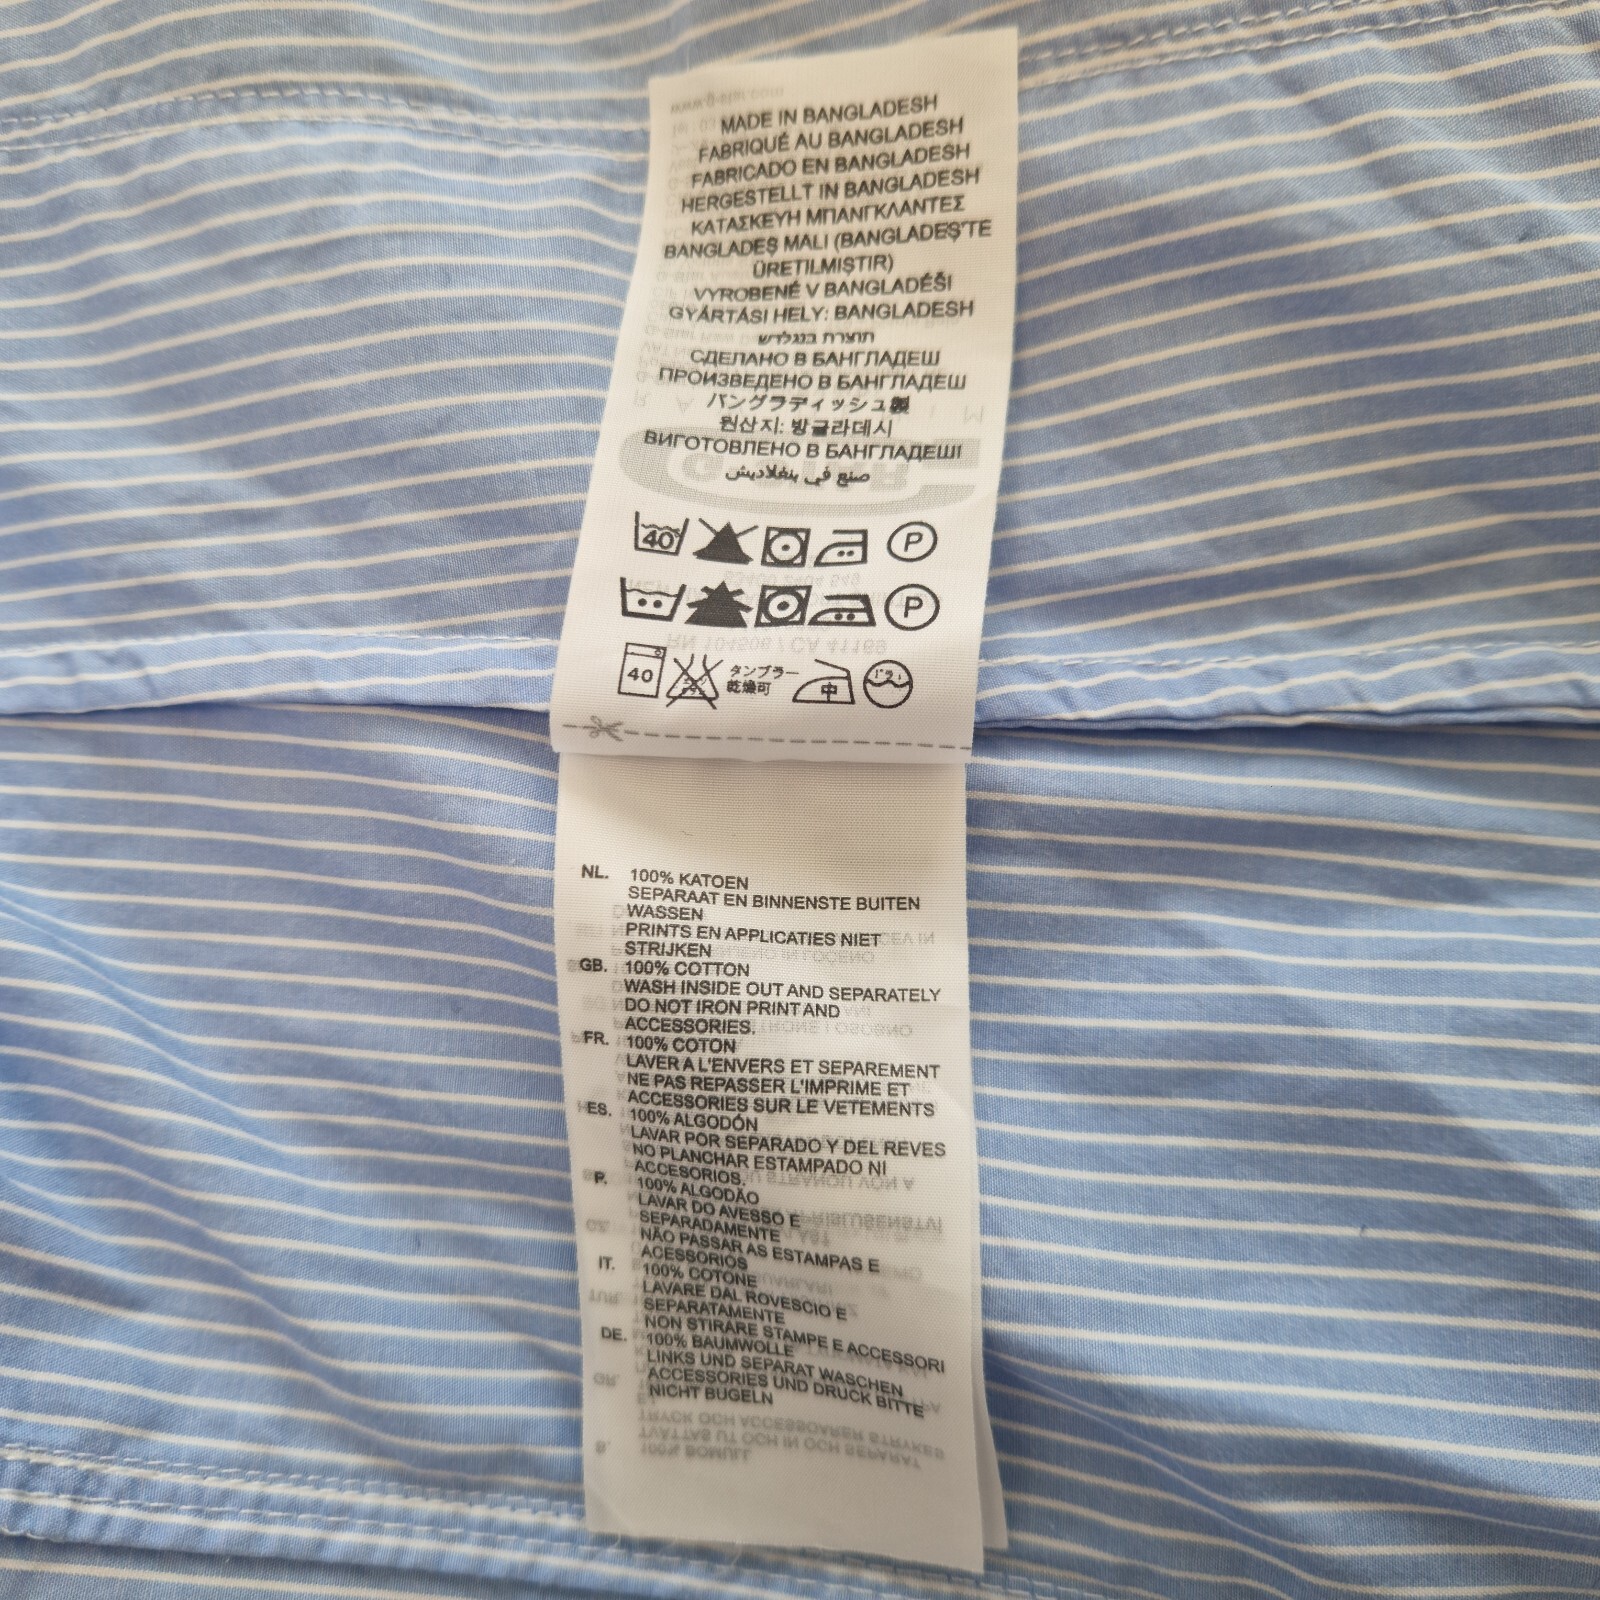 MADE IN BANGLADESH
FABRIQUÉ AU BANGLADESH
FABRICADO EN BANGLADESH
HERGESTELLT IN BANGLADESH
ΚΑΤΑΣΚΕΥΗ ΜΠΑΝΓΚΛΑΝΤΕΣ
BANGLADEŞ MALI (BANGLADEŞ'TE
ÜRETILMIŞTIR)
VYROBENÉ V BANGLADÉŠI
GYÁRTÁSI HELY: BANGLADESH
תוצרת בנגלדש
СДЕЛАНО В БАНГЛАДЕШ
ПРОИЗВЕДЕНО В БАНГЛАДЕШ
バングラディッシュ製
원산지: 방글라데시
ВИГОТОВЛЕНО В БАНГЛАДЕШІ
صنع في بنغلاديش
40 P
P
40 タンブラー 中 ドライ
乾燥可
NL. 100% KATOEN
SEPARAAT EN BINNENSTE BUITEN
WASSEN
PRINTS EN APPLICATIES NIET
STRIJKEN
GB. 100% COTTON
WASH INSIDE OUT AND SEPARATELY
DO NOT IRON PRINT AND
ACCESSORIES.
FR. 100% COTON
LAVER A L'ENVERS ET SEPAREMENT
NE PAS REPASSER L'IMPRIME ET
ACCESSORIES SUR LE VETEMENTS
ES. 100% ALGODÓN
LAVAR POR SEPARADO Y DEL REVES
NO PLANCHAR ESTAMPADO NI
ACCESORIOS.
P. 100% ALGODÃO
LAVAR DO AVESSO E
SEPARADAMENTE
NÃO PASSAR AS ESTAMPAS E
ACESSORIOS
IT. 100% COTONE
LAVARE DAL ROVESCIO E
SEPARATAMENTE
NON STIRARE STAMPE E ACCESSORI
DE. 100% BAUMWOLLE
LINKS UND SEPARAT WASCHEN
ACCESSORIES UND DRUCK BITTE
NICHT BUGELN